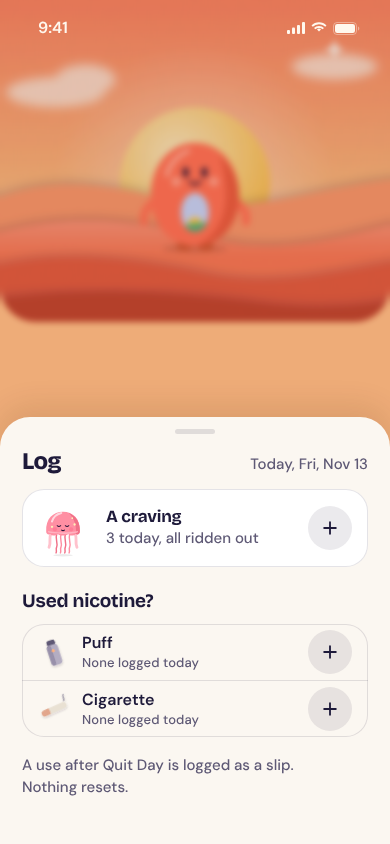 9:41
Log
Today, Fri, Nov 13
A craving
3 today, all ridden out
Used nicotine?
Puff
None logged today
Cigarette
None logged today
A use after Quit Day is logged as a slip.
Nothing resets.